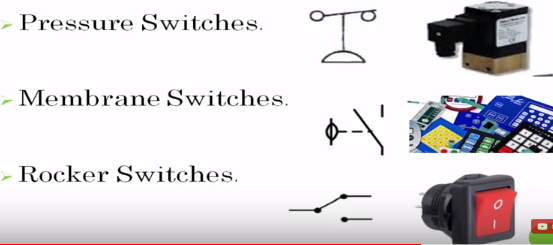 Pressure Switches.
Membrane Switches.
Rocker Switches.